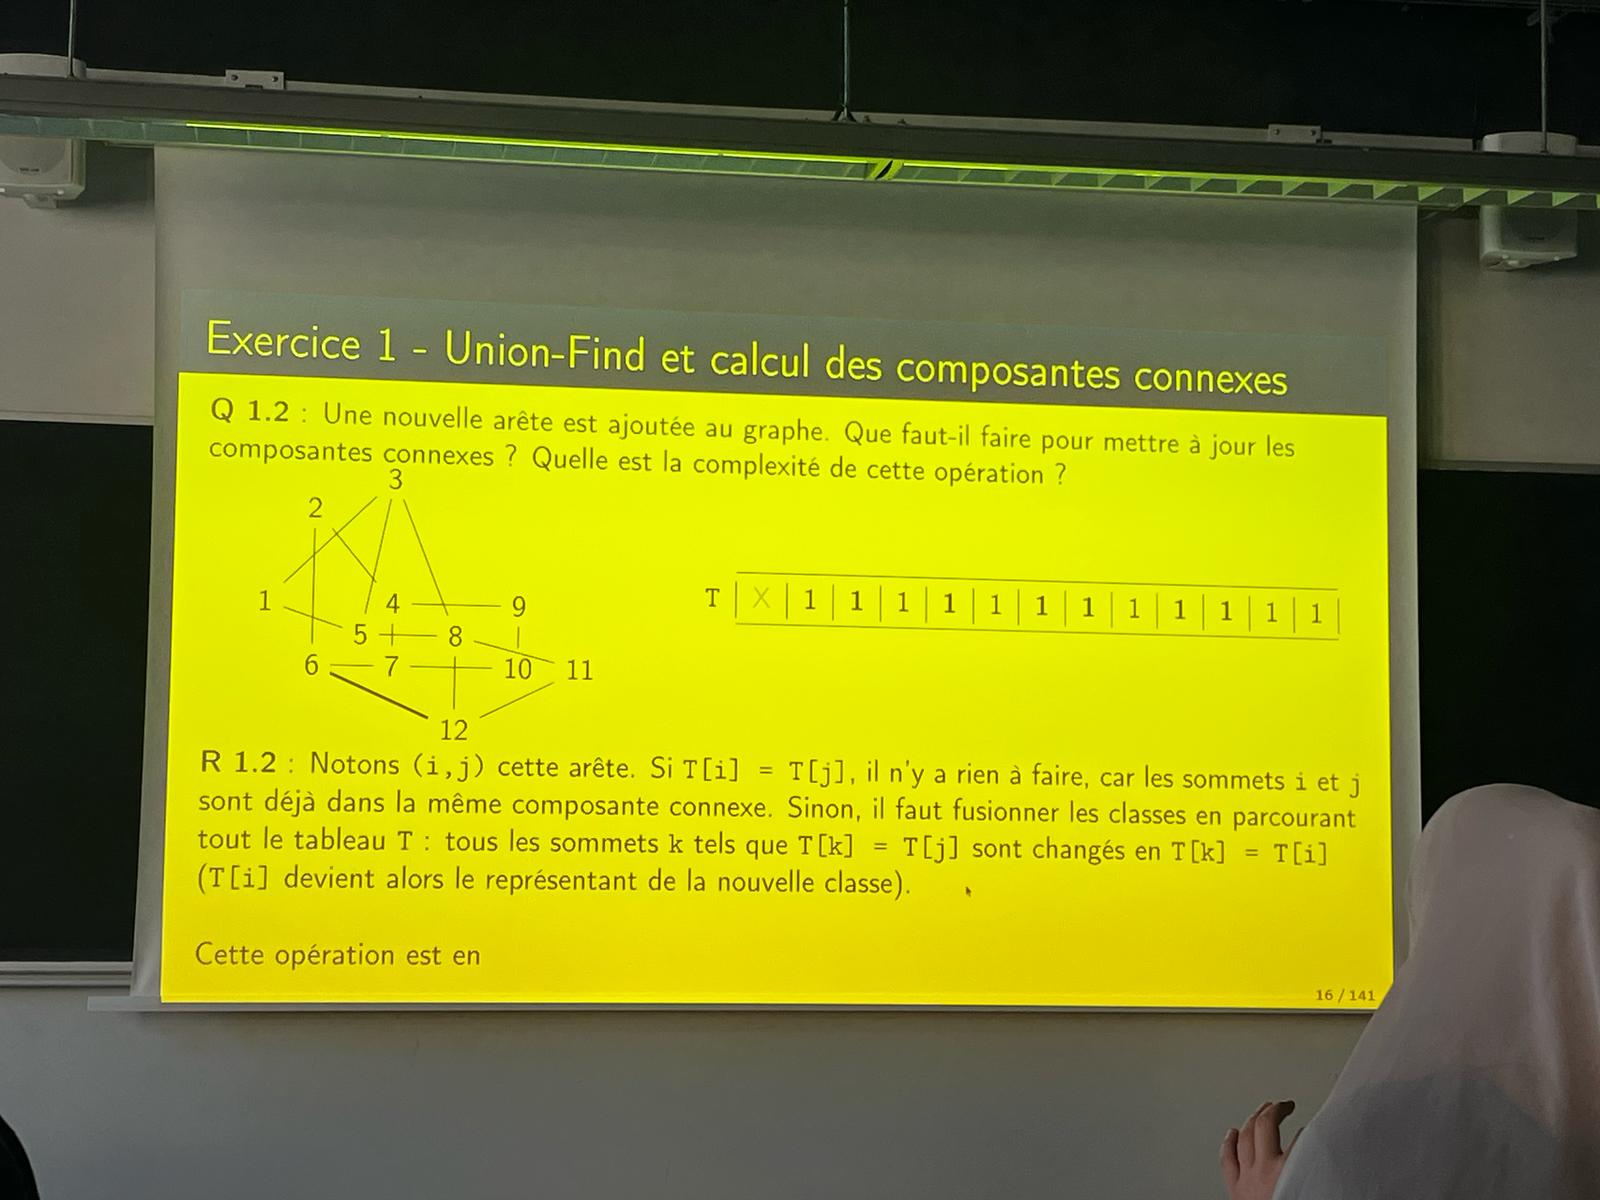 Exercice 1 - Union-Find et calcul des composantes connexes
Q 1.2 : Une nouvelle arête est ajoutée au graphe. Que faut-il faire pour mettre à jour les
composantes connexes ? Quelle est la complexité de cette opération ?
3
2
1
4
9
5
8
6
7
10
11
12
T X 1 1 1 1 1 1 1 1 1 1 1 1
R 1.2 : Notons (i,j) cette arête. Si T[i] = T[j], il n'y a rien à faire, car les sommets i et j
sont déjà dans la même composante connexe. Sinon, il faut fusionner les classes en parcourant
tout le tableau T : tous les sommets k tels que T[k] = T[j] sont changés en T[k] = T[i]
(T[i] devient alors le représentant de la nouvelle classe).
Cette opération est en
16 / 141